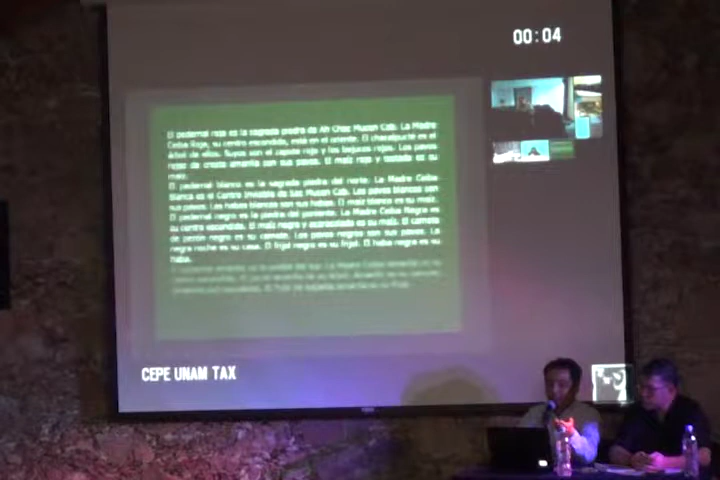 00:04
El pedernal rojo es la sagrada piedra de Ah Chac Mucen Cab. La Madre
Ceiba Roja, su centro escondido, está en el oriente. El chacalpucté es el
árbol de ellos. Suyos son el zapote rojo y los bejucos rojos. Los pavos
rojos de cresta amarilla son sus pavos. El maíz rojo y tostado es su
maíz.
El pedernal blanco es la sagrada piedra del norte. La Madre Ceiba
Blanca es el Centro Invisible de Sac Mucen Cab. Los pavos blancos son
sus pavos. Las habas blancas son sus habas. El maíz blanco es su maíz.
El pedernal negro es la piedra del poniente. La Madre Ceiba Negra es
su centro escondido. El maíz negro y acaracolado es su maíz. El camote
de pezón negro es su camote. Los pavos negros son sus pavos. La
negra noche es su casa. El frijol negro es su frijol. El haba negra es su
haba.
CEPE UNAM TAX